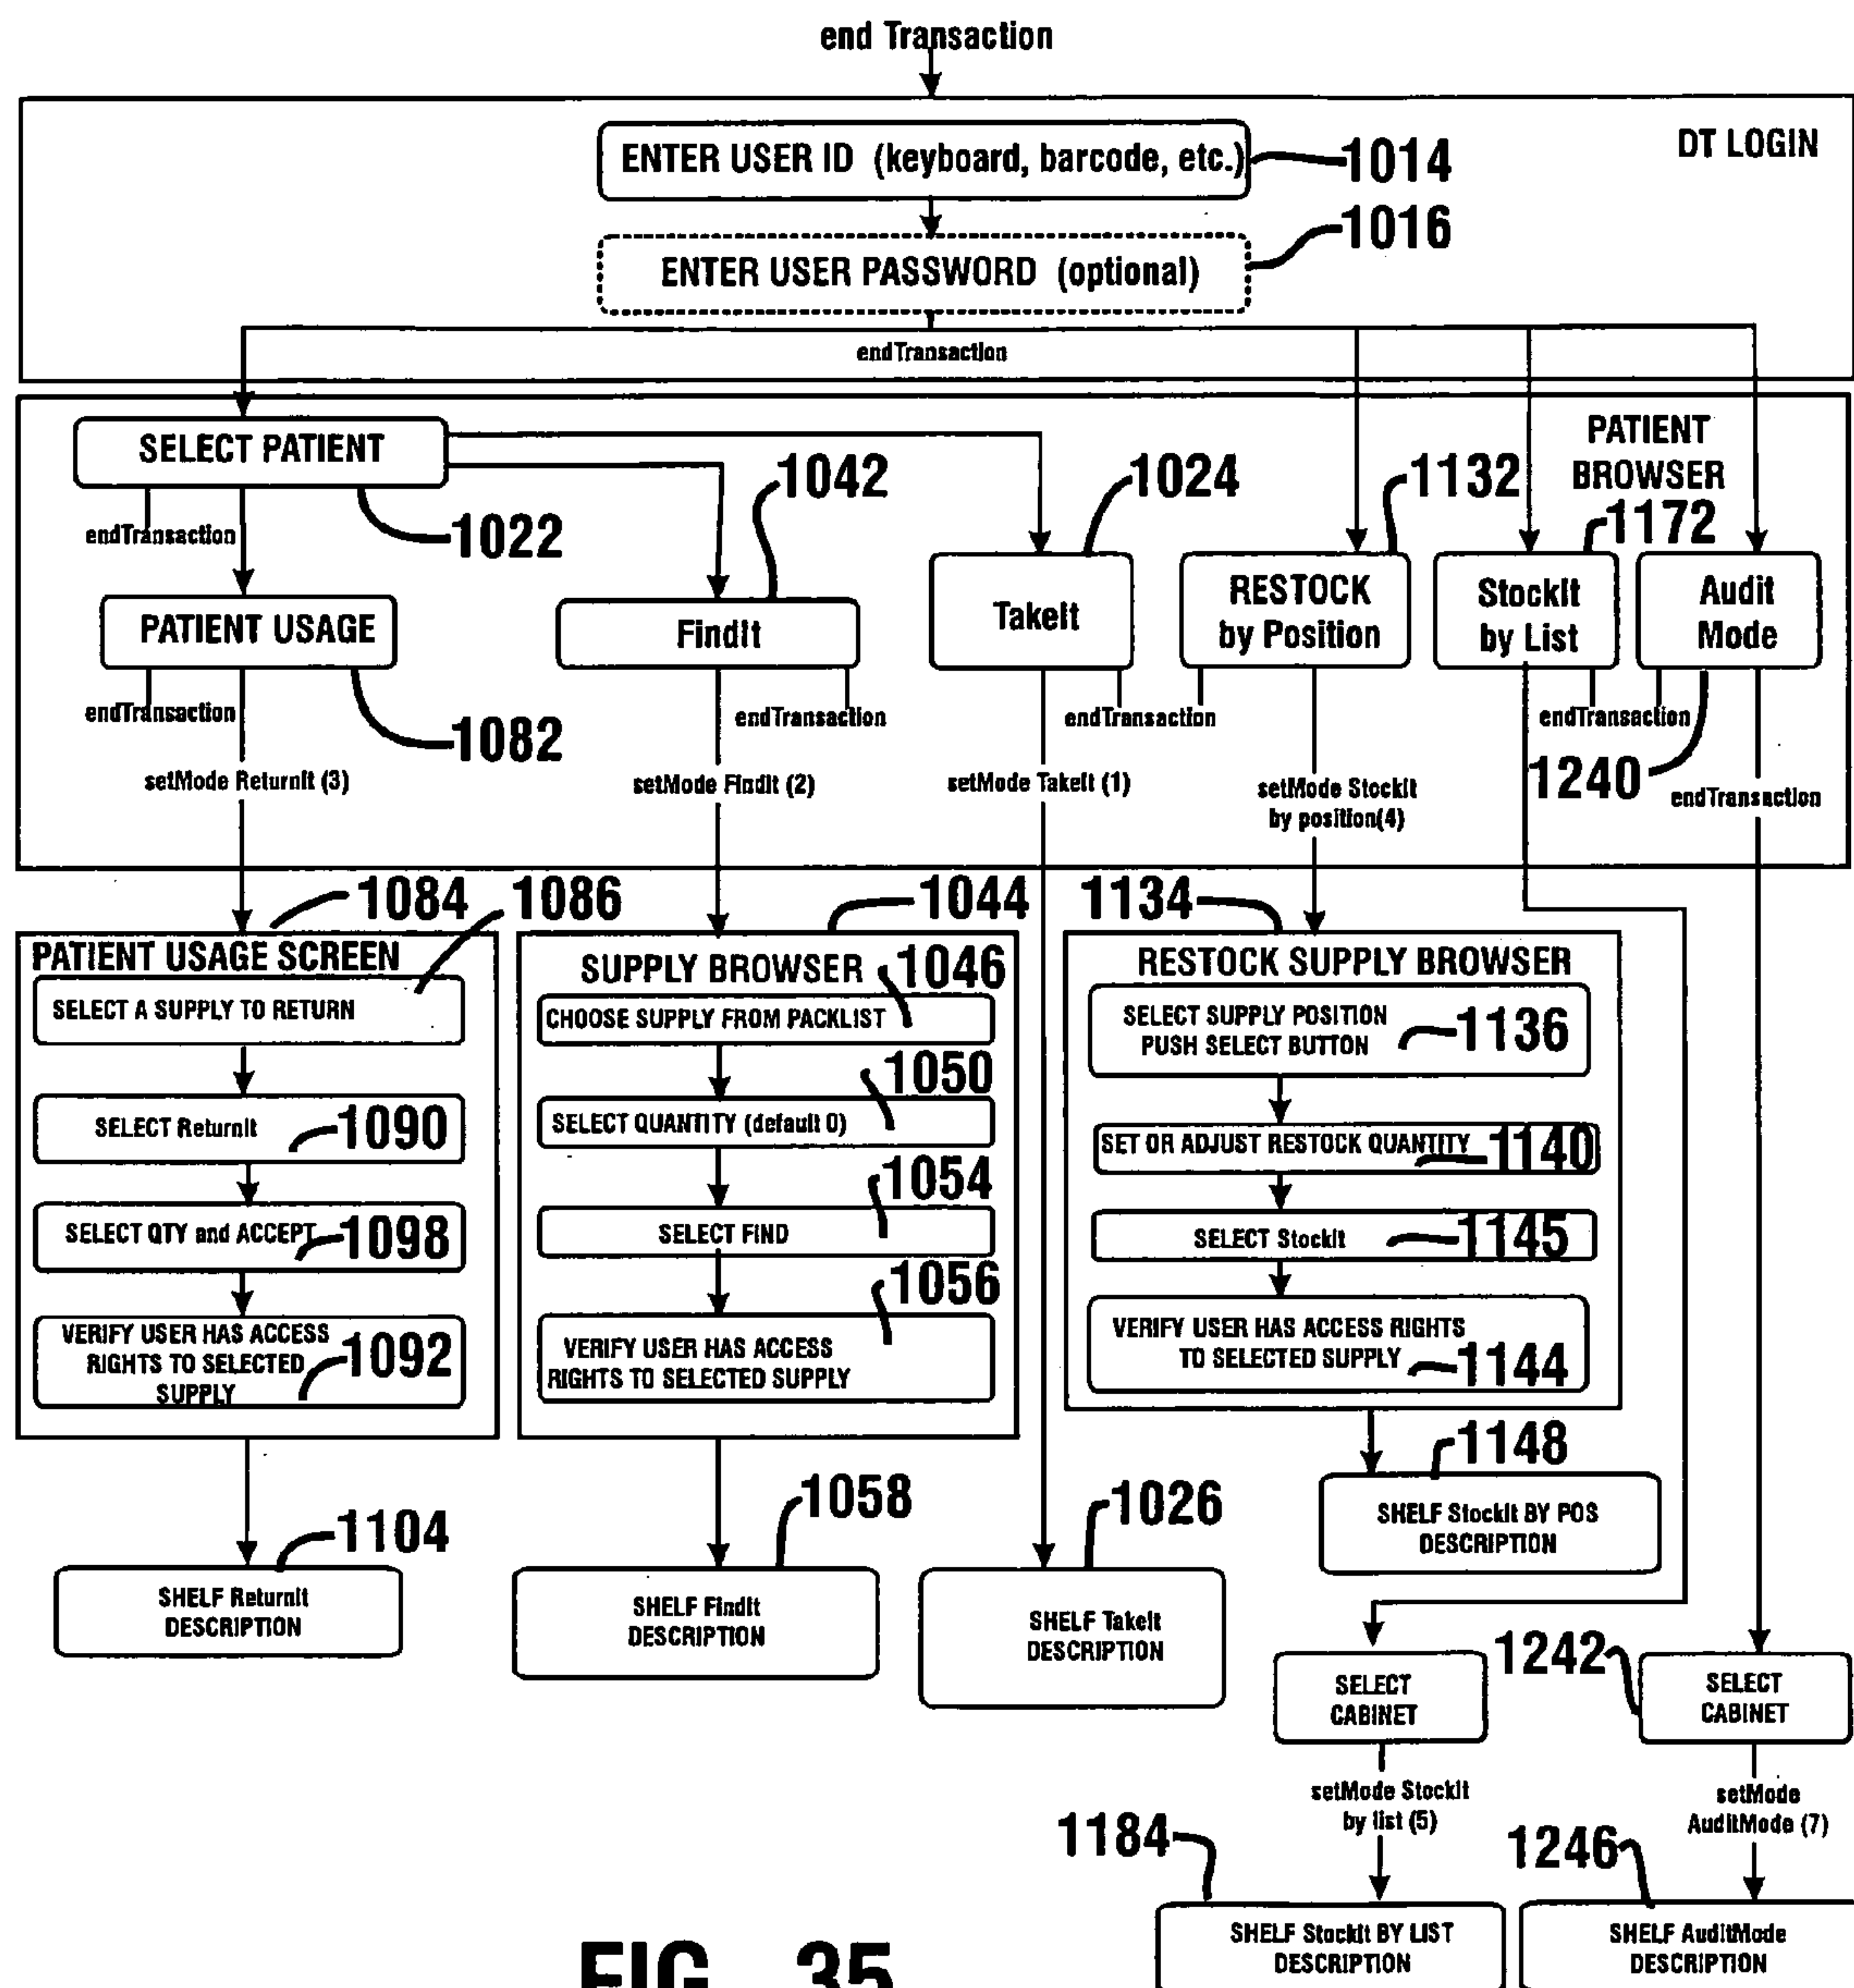 end Transaction
DT LOGIN
ENTER USER ID (keyboard, barcode, etc.)
1014
1016
ENTER USER PASSWORD (optional)
endTransaction
PATIENT
BROWSER
SELECT PATIENT
1042
1024
1132
1172
endTransaction
1022
PATIENT USAGE
FindIt
TakeIt
RESTOCK
by Position
StockIt
by List
Audit
Mode
endTransaction
1082
endTransaction
endTransaction
endTransaction
1240
endTransaction
setMode ReturnIt (3)
setMode FindIt (2)
setMode TakeIt (1)
setMode StockIt
by position(4)
1084
1086
1044
1134
PATIENT USAGE SCREEN
SELECT A SUPPLY TO RETURN
SELECT ReturnIt
1090
SELECT QTY and ACCEPT
1098
VERIFY USER HAS ACCESS
RIGHTS TO SELECTED
SUPPLY
1092
SUPPLY BROWSER
1046
CHOOSE SUPPLY FROM PACKLIST
1050
SELECT QUANTITY (default 0)
1054
SELECT FIND
1056
VERIFY USER HAS ACCESS
RIGHTS TO SELECTED SUPPLY
RESTOCK SUPPLY BROWSER
SELECT SUPPLY POSITION
PUSH SELECT BUTTON
1136
SET OR ADJUST RESTOCK QUANTITY
1140
SELECT StockIt
1145
VERIFY USER HAS ACCESS RIGHTS
TO SELECTED SUPPLY
1144
1148
SHELF StockIt BY POS
DESCRIPTION
1104
SHELF ReturnIt
DESCRIPTION
1058
SHELF FindIt
DESCRIPTION
1026
SHELF TakeIt
DESCRIPTION
SELECT
CABINET
1242
SELECT
CABINET
setMode StockIt
by list (5)
setMode
AuditMode (7)
1184
1246
SHELF StockIt BY LIST
DESCRIPTION
SHELF AuditMode
DESCRIPTION
FIG. 35